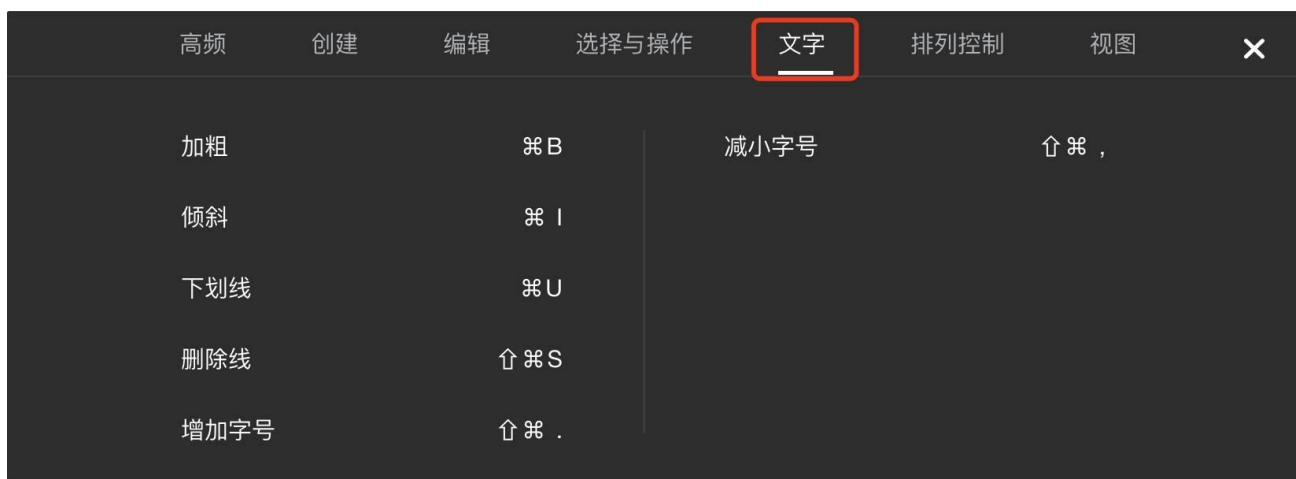 高频 创建 编辑 选择与操作 文字 排列控制 视图 ×
加粗 ⌘B
倾斜 ⌘I
下划线 ⌘U
删除线 ⇧⌘S
增加字号 ⇧⌘.
减小字号 ⇧⌘,